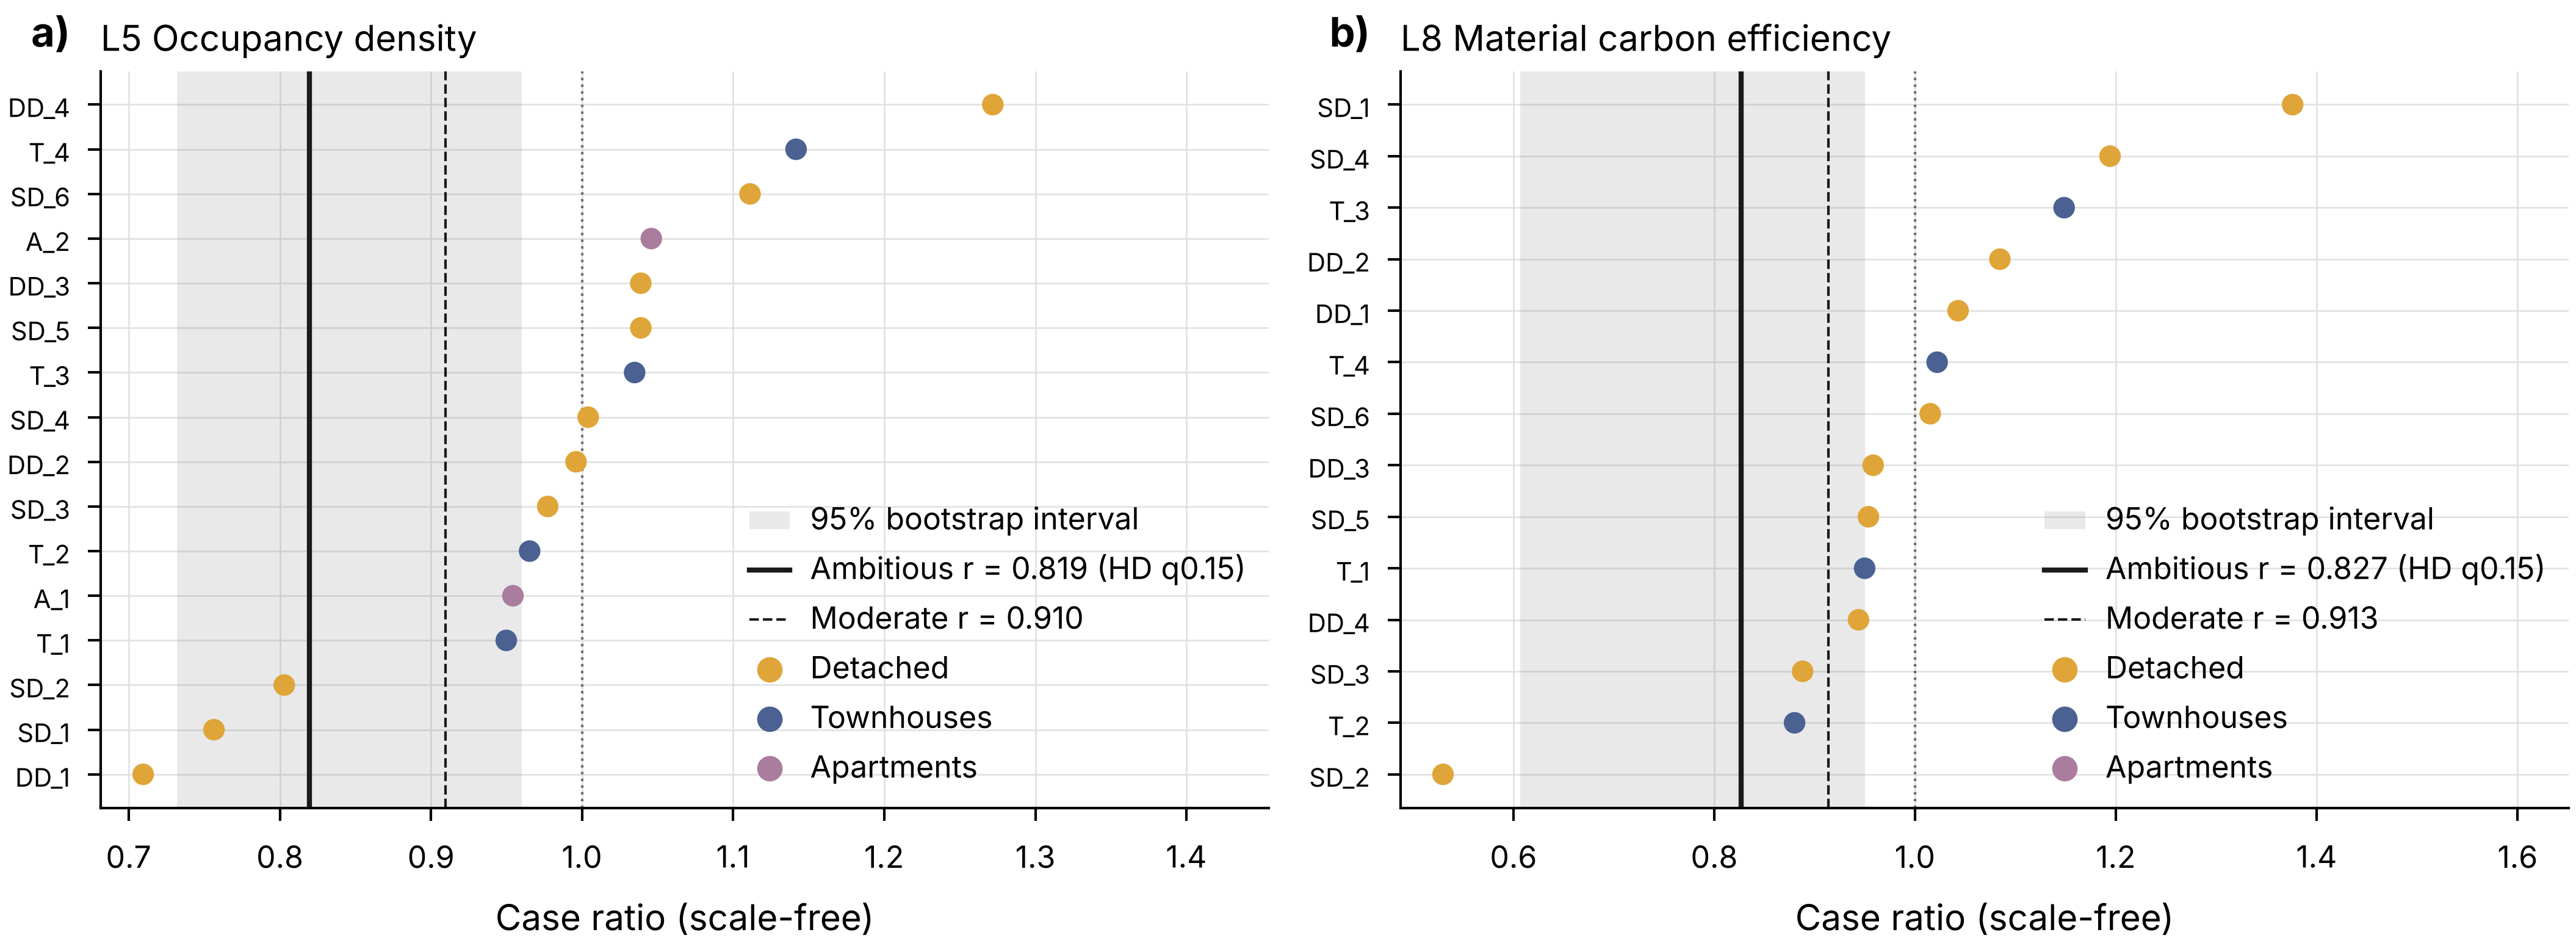 a) L5 Occupancy density
DD_4
T_4
SD_6
A_2
DD_3
SD_5
T_3
SD_4
DD_2
SD_3
T_2
A_1
T_1
SD_2
SD_1
DD_1
95% bootstrap interval
Ambitious r = 0.819 (HD q0.15)
Moderate r = 0.910
Detached
Townhouses
Apartments
0.7 0.8 0.9 1.0 1.1 1.2 1.3 1.4
Case ratio (scale-free)
b) L8 Material carbon efficiency
SD_1
SD_4
T_3
DD_2
DD_1
T_4
SD_6
DD_3
SD_5
T_1
DD_4
SD_3
T_2
SD_2
95% bootstrap interval
Ambitious r = 0.827 (HD q0.15)
Moderate r = 0.913
Detached
Townhouses
Apartments
0.6 0.8 1.0 1.2 1.4 1.6
Case ratio (scale-free)